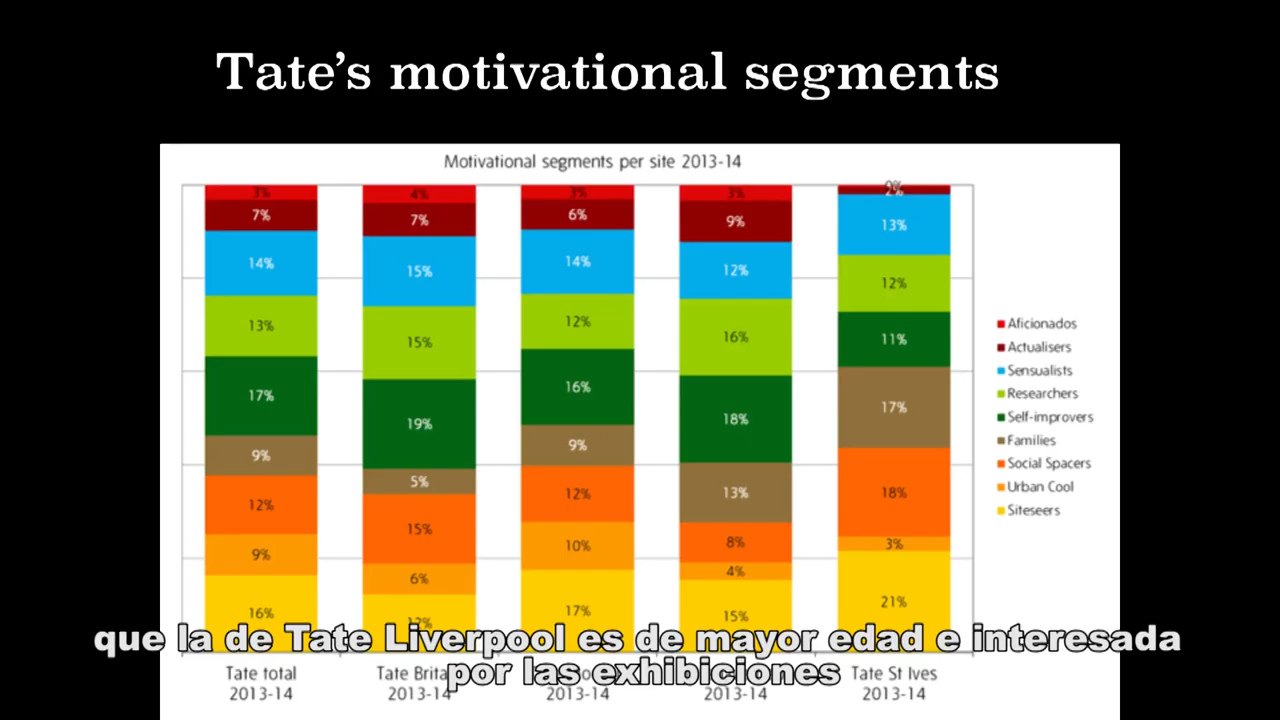 Tate's motivational segments
Motivational segments per site 2013-14
3% 4% 3% 3% 0%
7% 7% 6% 9% 2%
14% 15% 14% 12% 13%
13% 15% 12% 16% 12%
17% 19% 16% 18% 11%
9% 5% 9% 13% 17%
12% 15% 12% 8% 18%
9% 6% 10% 4% 3%
16% 12% 17% 15% 21%
Aficionados
Actualisers
Sensualists
Researchers
Self-improvers
Families
Social Spacers
Urban Cool
Siteseers
que la de Tate Liverpool es de mayor edad e interesada
por las exhibiciones
Tate total Tate St Ives
2013-14 2013-14 2013-14 2013-14 2013-14